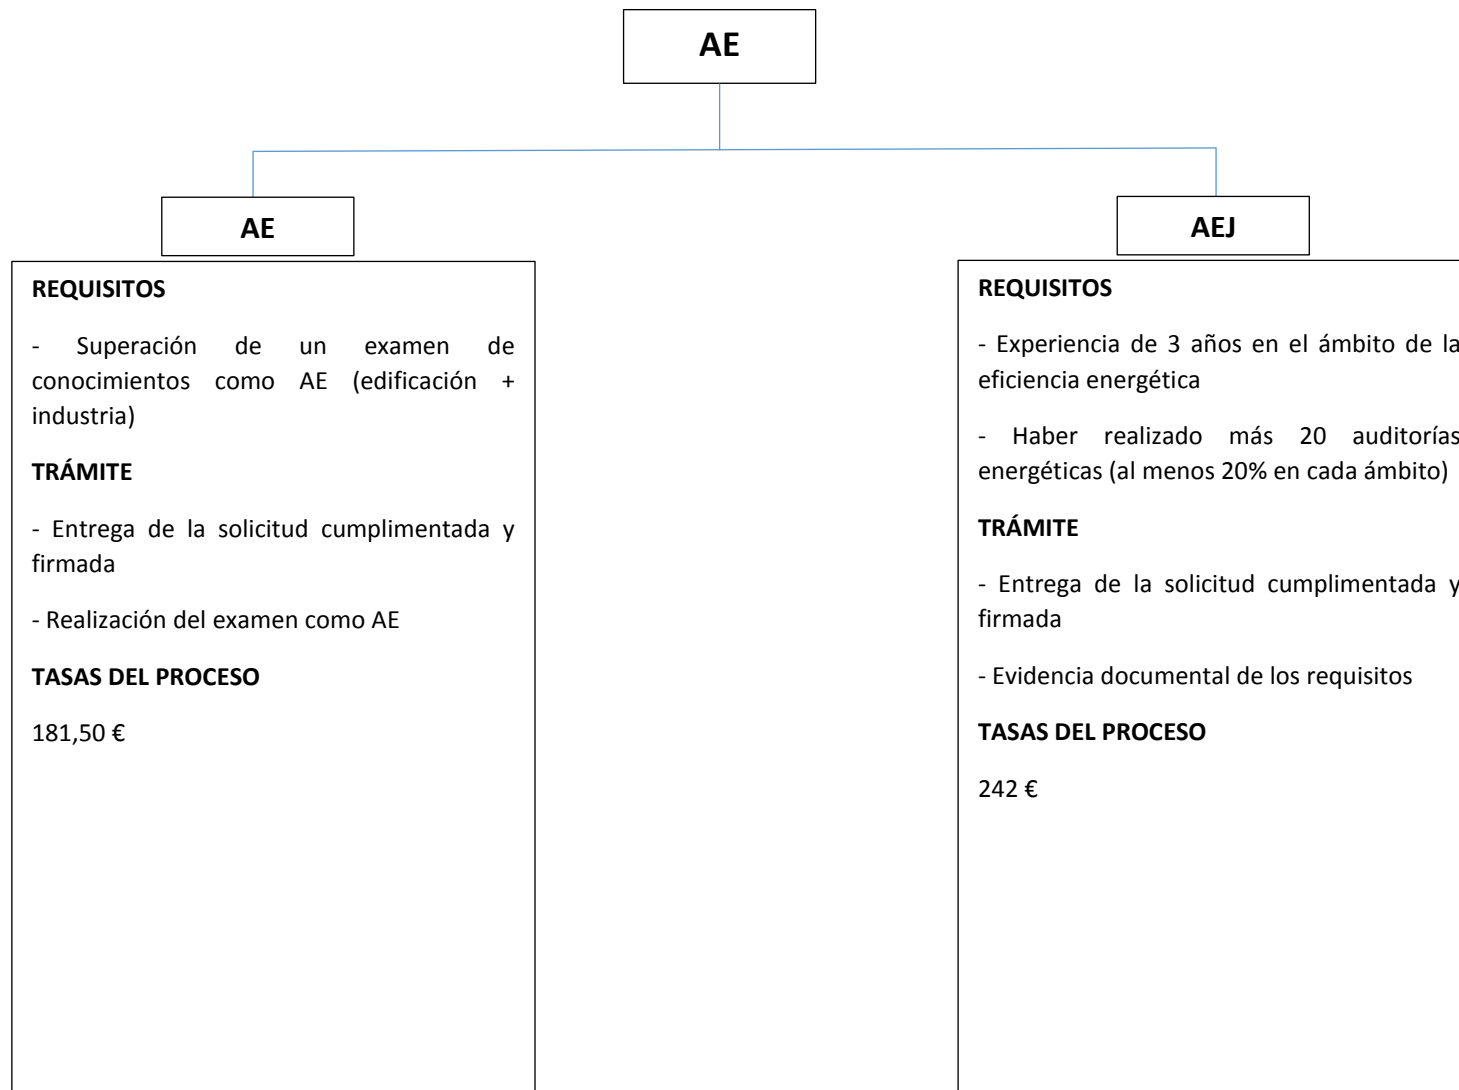 AE
AE
REQUISITOS
- Superación de un examen de
conocimientos como AE (edificación +
industria)
TRÁMITE
- Entrega de la solicitud cumplimentada y
firmada
- Realización del examen como AE
TASAS DEL PROCESO
181,50 €
AEJ
REQUISITOS
- Experiencia de 3 años en el ámbito de la
eficiencia energética
- Haber realizado más 20 auditorías
energéticas (al menos 20% en cada ámbito)
TRÁMITE
- Entrega de la solicitud cumplimentada y
firmada
- Evidencia documental de los requisitos
TASAS DEL PROCESO
242 €